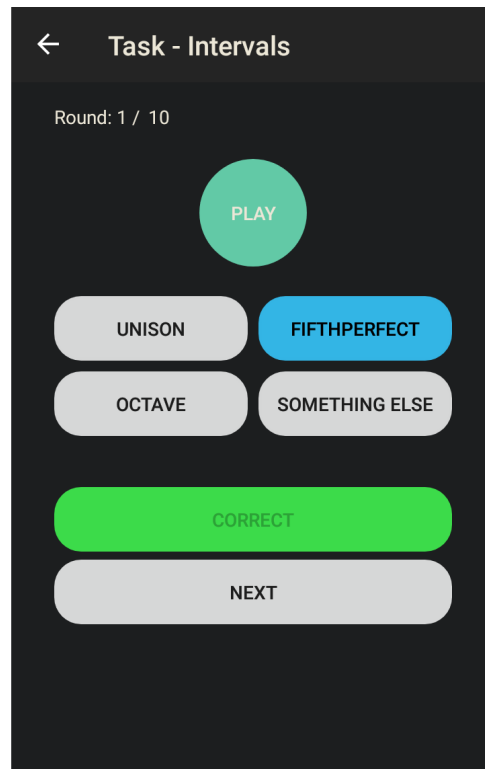 Task - Intervals
Round: 1 / 10
PLAY
UNISON
FIFTHPERFECT
OCTAVE
SOMETHING ELSE
CORRECT
NEXT